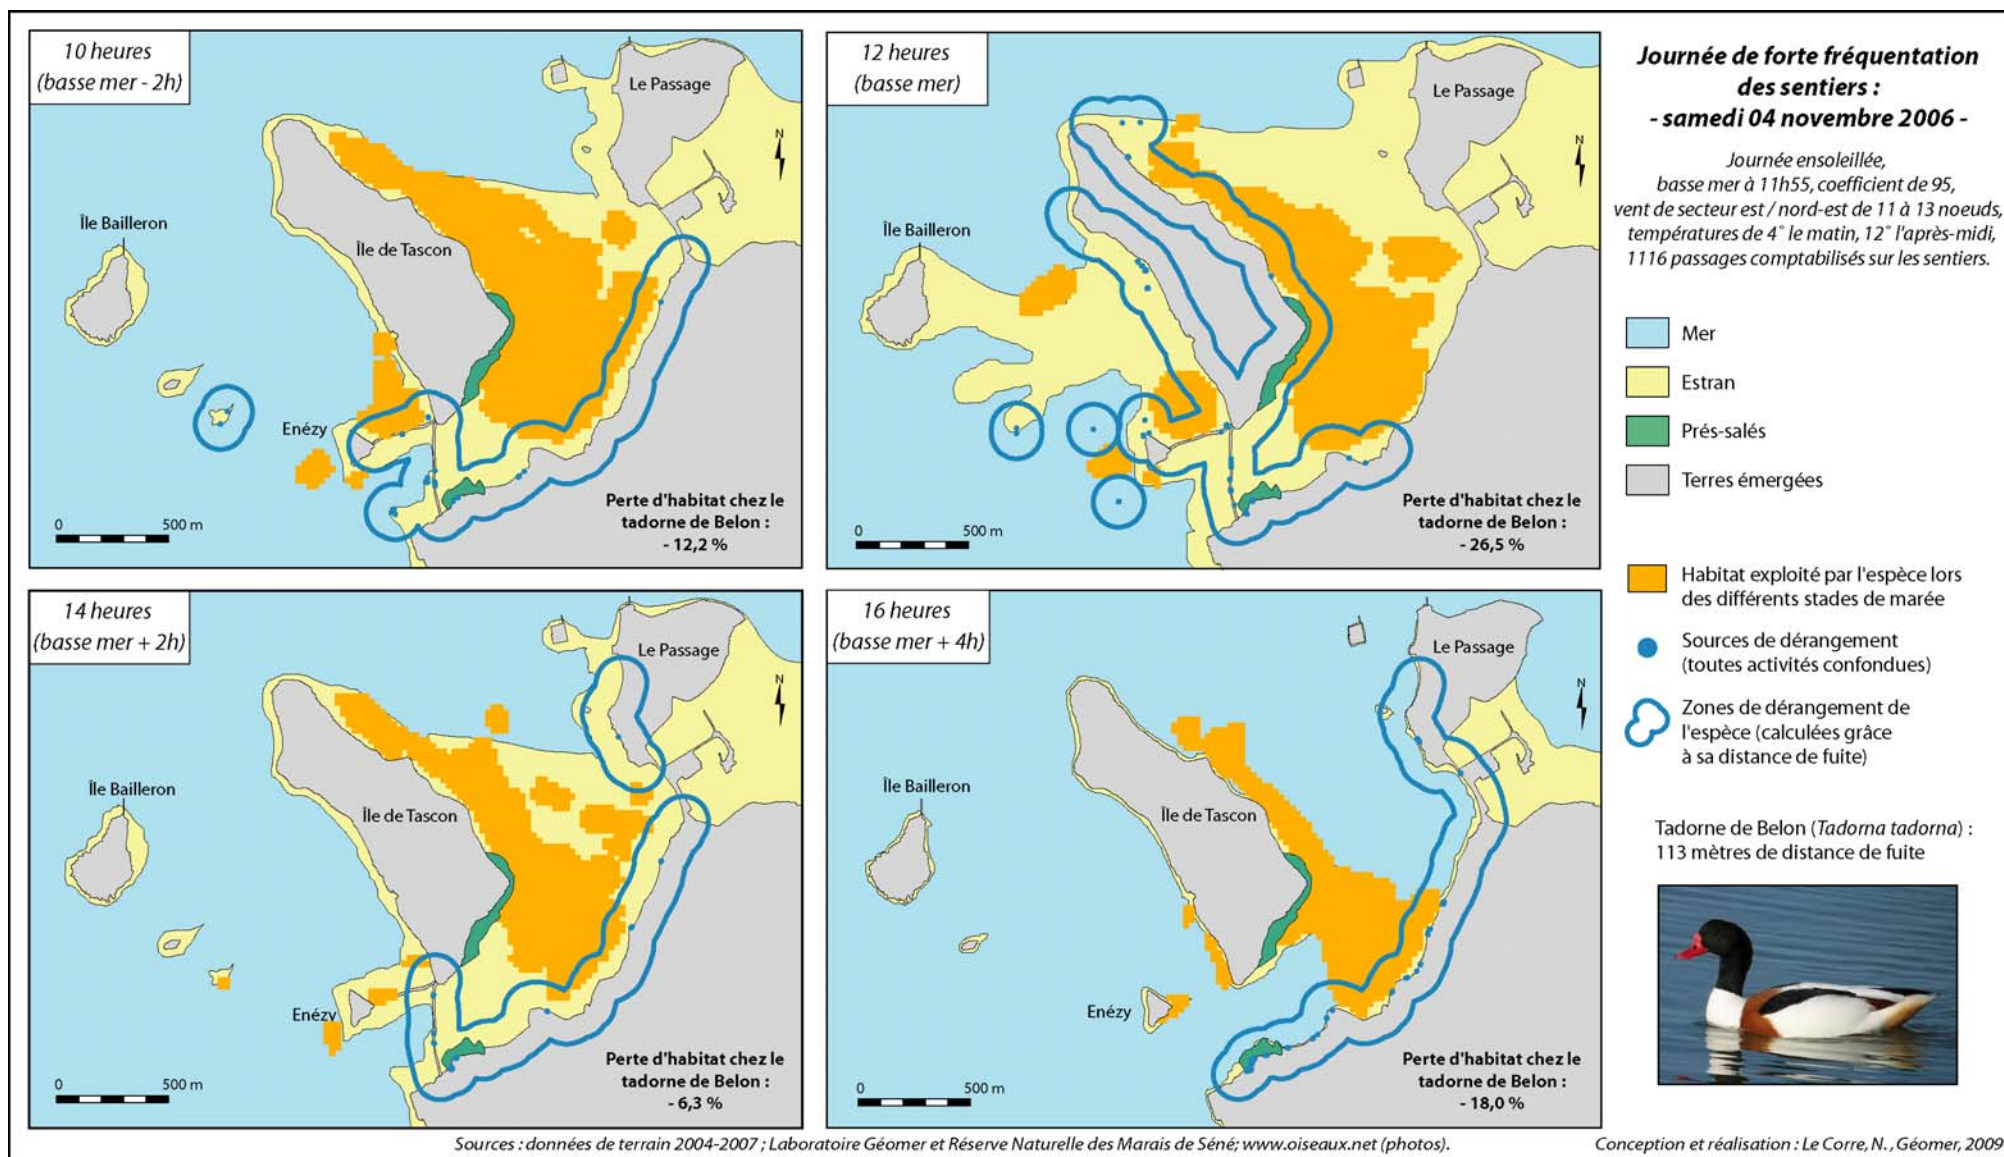 10 heures
(basse mer - 2h)
Le Passage
N
Île Bailleron
Île de Tascon
Enézy
0 500 m
Perte d'habitat chez le
tadorne de Belon :
- 12,2 %
12 heures
(basse mer)
Le Passage
N
0 500 m
Perte d'habitat chez le
tadorne de Belon :
- 26,5 %
14 heures
(basse mer + 2h)
Le Passage
N
Île Bailleron
Île de Tascon
Enézy
0 500 m
Perte d'habitat chez le
tadorne de Belon :
- 6,3 %
16 heures
(basse mer + 4h)
Le Passage
N
Île Bailleron
Île de Tascon
Enézy
0 500 m
Perte d'habitat chez le
tadorne de Belon :
- 18,0 %
Journée de forte fréquentation
des sentiers :
- samedi 04 novembre 2006 -
Journée ensoleillée,
basse mer à 11h55, coefficient de 95,
vent de secteur est / nord-est de 11 à 13 noeuds,
températures de 4° le matin, 12° l'après-midi,
1116 passages comptabilisés sur les sentiers.
Mer
Estran
Prés-salés
Terres émergées
Habitat exploité par l'espèce lors
des différents stades de marée
Sources de dérangement
(toutes activités confondues)
Zones de dérangement de
l'espèce (calculées grâce
à sa distance de fuite)
Tadorne de Belon (Tadorna tadorna) :
113 mètres de distance de fuite
Sources : données de terrain 2004-2007 ; Laboratoire Géomer et Réserve Naturelle des Marais de Séné; www.oiseaux.net (photos).
Conception et réalisation : Le Corre, N., Géomer, 2009